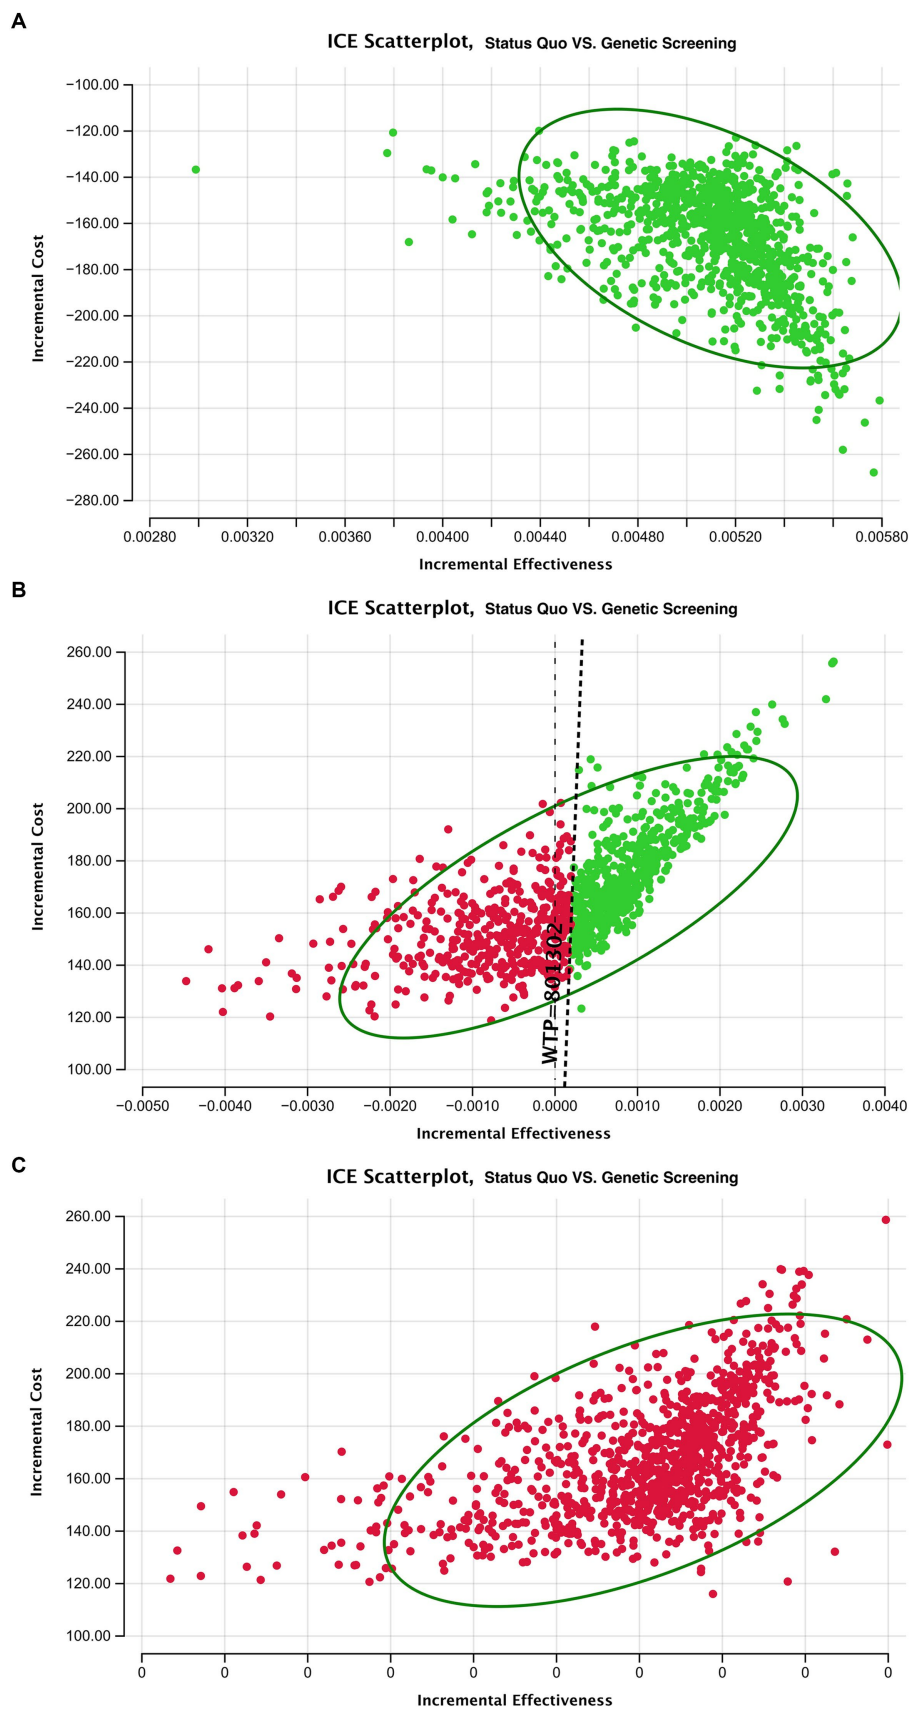 A
ICE Scatterplot, Status Quo VS. Genetic Screening
−100.00
−120.00
−140.00
−160.00
−180.00
−200.00
−220.00
−240.00
−260.00
−280.00
Incremental Cost
0.00280 0.00320 0.00360 0.00400 0.00440 0.00480 0.00520 0.00580
Incremental Effectiveness
B
ICE Scatterplot, Status Quo VS. Genetic Screening
260.00
240.00
220.00
200.00
180.00
160.00
140.00
120.00
100.00
Incremental Cost
WTP=801302
−0.0050 −0.0040 −0.0030 −0.0020 −0.0010 0.0000 0.0010 0.0020 0.0030 0.0040
Incremental Effectiveness
C
ICE Scatterplot, Status Quo VS. Genetic Screening
260.00
240.00
220.00
200.00
180.00
160.00
140.00
120.00
100.00
Incremental Cost
0 0 0 0 0 0 0 0 0 0
Incremental Effectiveness